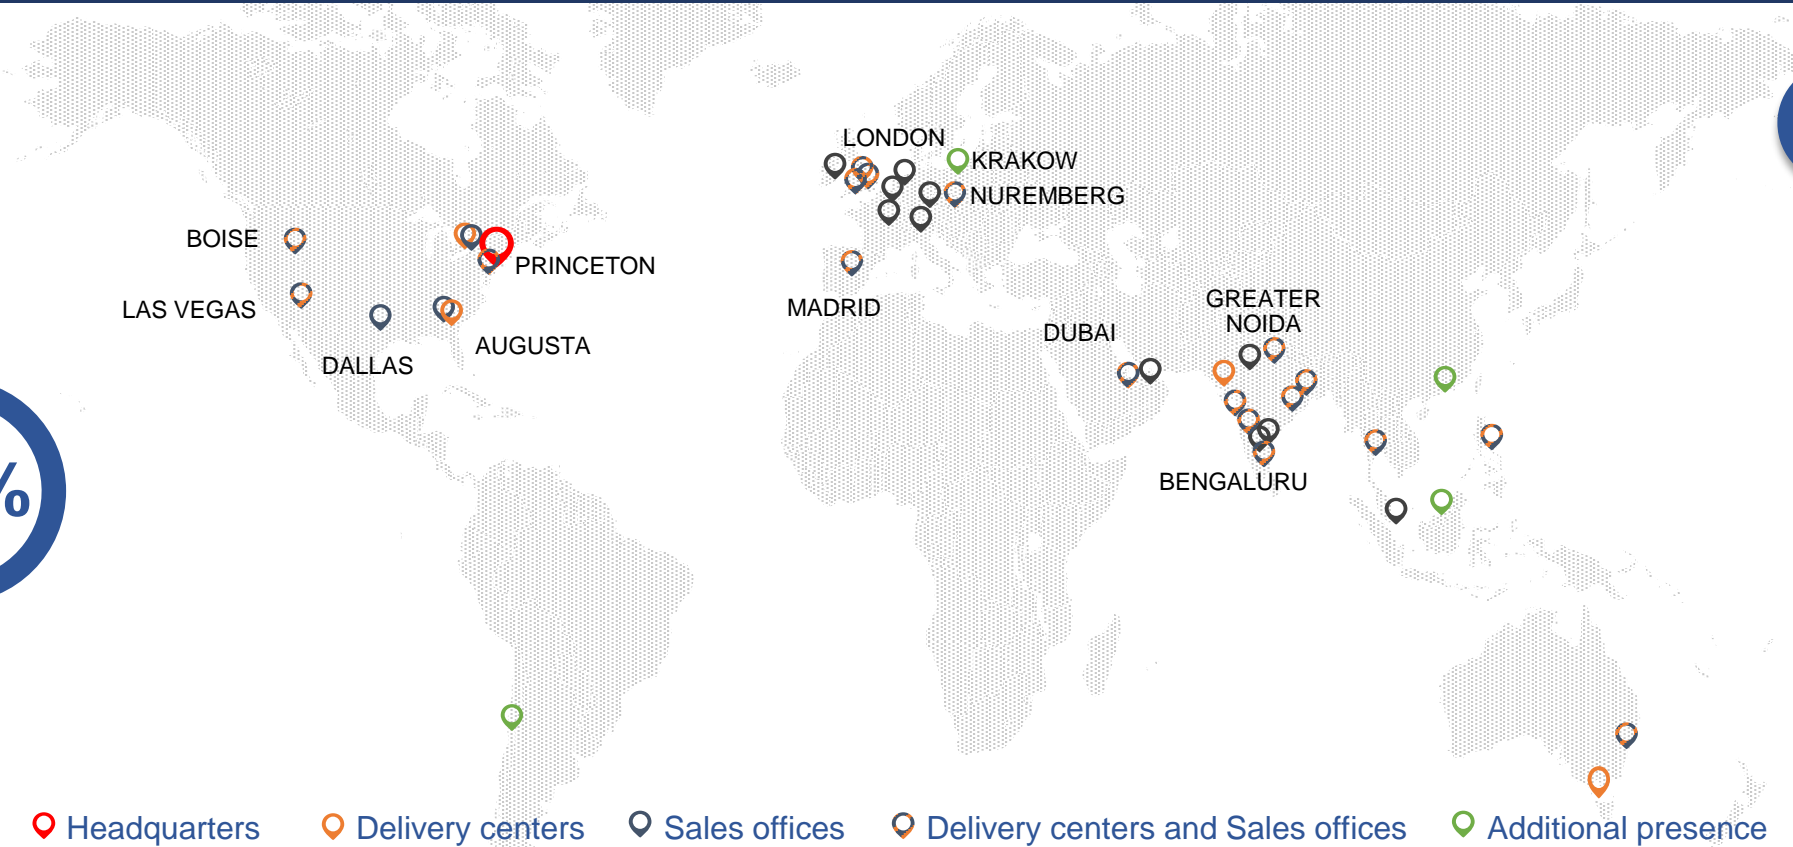 LONDON
KRAKOW
NUREMBERG
BOISE
PRINCETON
LAS VEGAS
MADRID
GREATER
NOIDA
DUBAI
AUGUSTA
DALLAS
BENGALURU
%
Headquarters
Delivery centers
Sales offices
Delivery centers and Sales offices
Additional presence